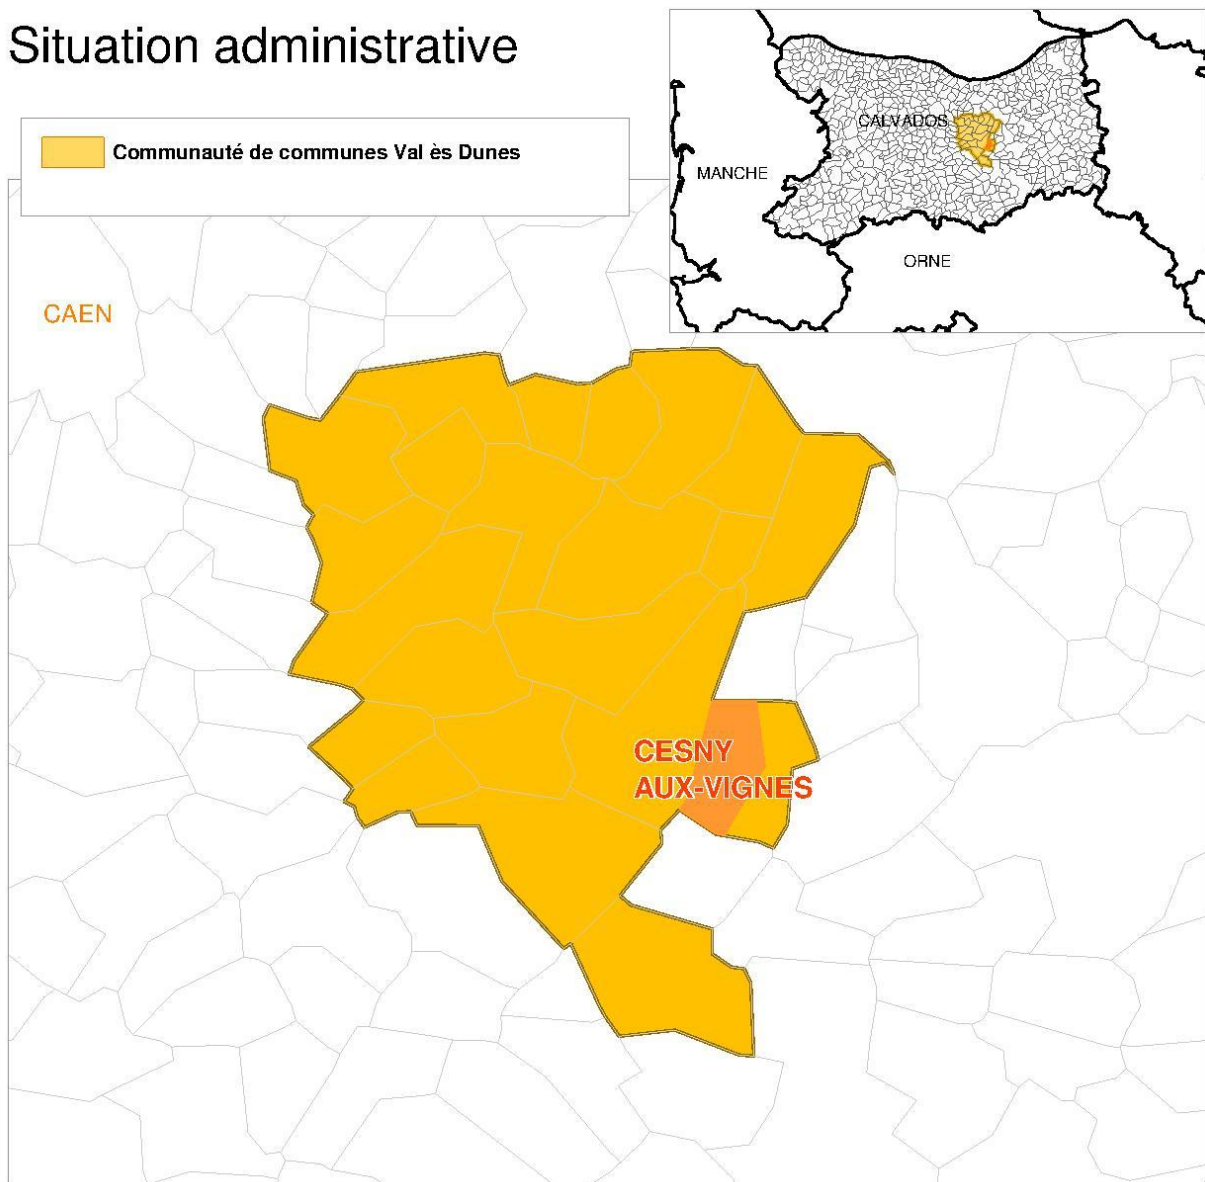 Situation administrative
Communauté de communes Val ès Dunes
CALVADOS
MANCHE
ORNE
CAEN
CESNY
AUX-VIGNES